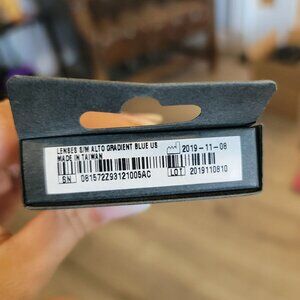 LENSES S/M ALTO GRADIENT BLUE US
MADE IN TAIWAN
2019-11-08
SN 081572Z93121005AC
LOT 2019110810